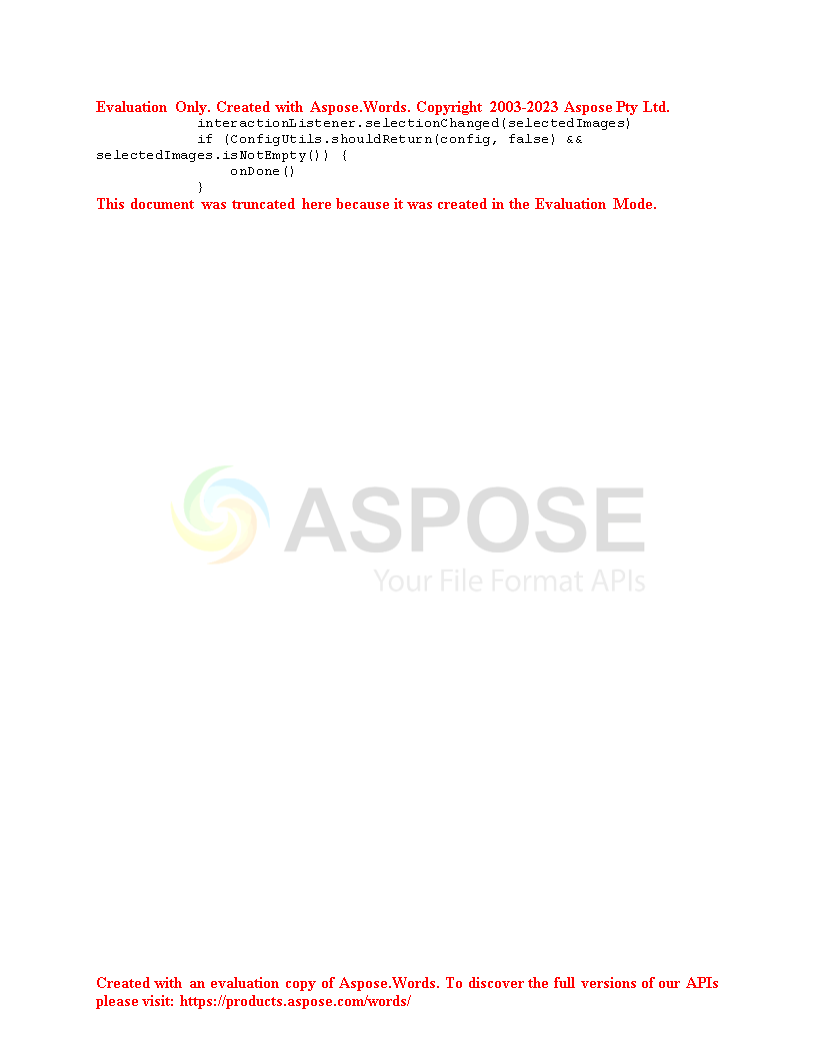 Evaluation Only. Created with Aspose.Words. Copyright 2003-2023 Aspose Pty Ltd.
            interactionListener.selectionChanged(selectedImages)
            if (ConfigUtils.shouldReturn(config, false) &&
selectedImages.isNotEmpty()) {
                onDone()
            }
This document was truncated here because it was created in the Evaluation Mode.
ASPOSE
Your File Format APIs
Created with an evaluation copy of Aspose.Words. To discover the full versions of our APIs
please visit: https://products.aspose.com/words/